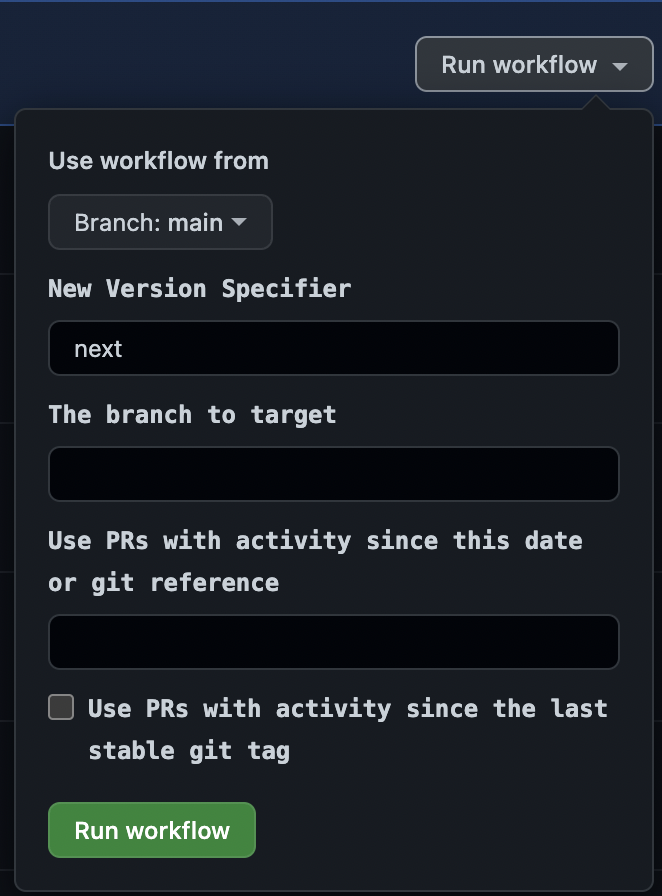 Run workflow
Use workflow from
Branch: main
New Version Specifier
next
The branch to target
Use PRs with activity since this date
or git reference
Use PRs with activity since the last
stable git tag
Run workflow